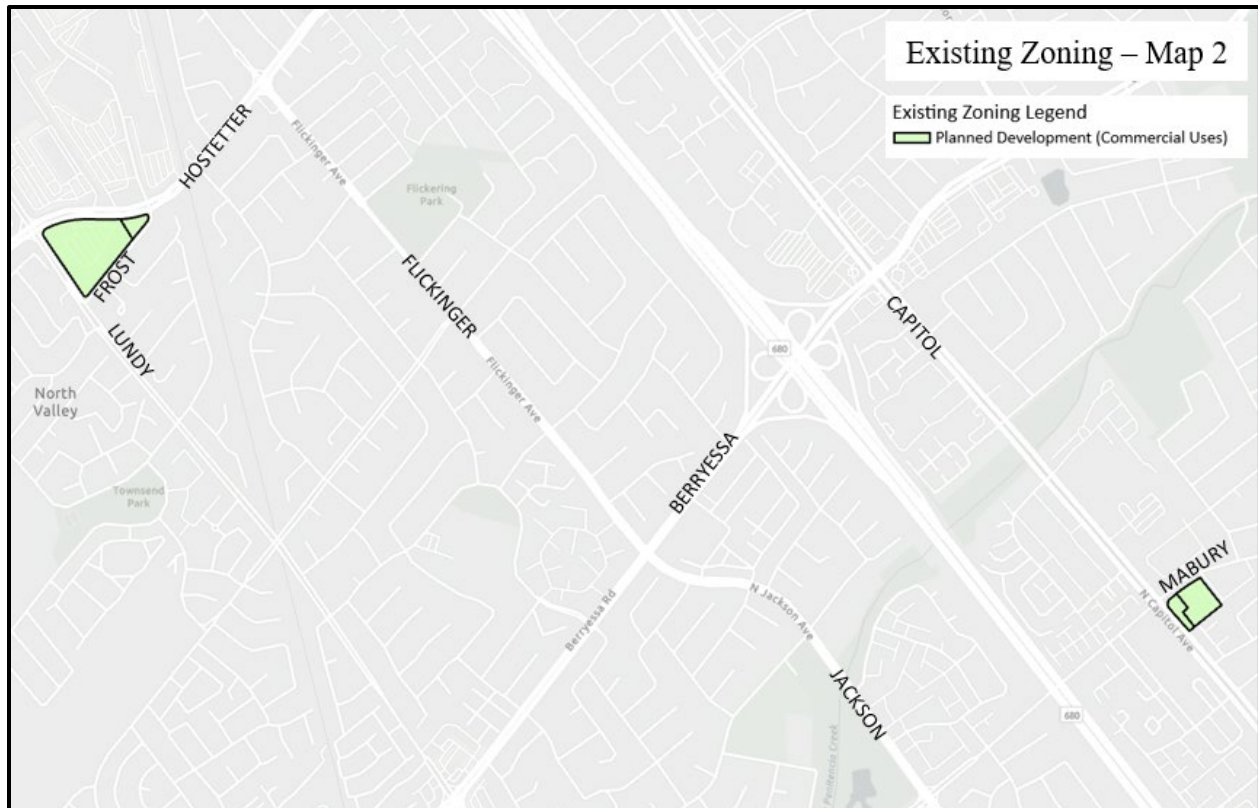 Existing Zoning – Map 2
Existing Zoning Legend
Planned Development (Commercial Uses)
HOSTETTER
Flickinger Ave
Flickering
Park
FROST
FLICKINGER
LUNDY
CAPITOL
680
Flickinger Ave
North
Valley
BERRYESSA
Townsend
Park
MABURY
Berryessa Rd
N Jackson Ave
N Capitol Ave
JACKSON
680
Penitencia Creek